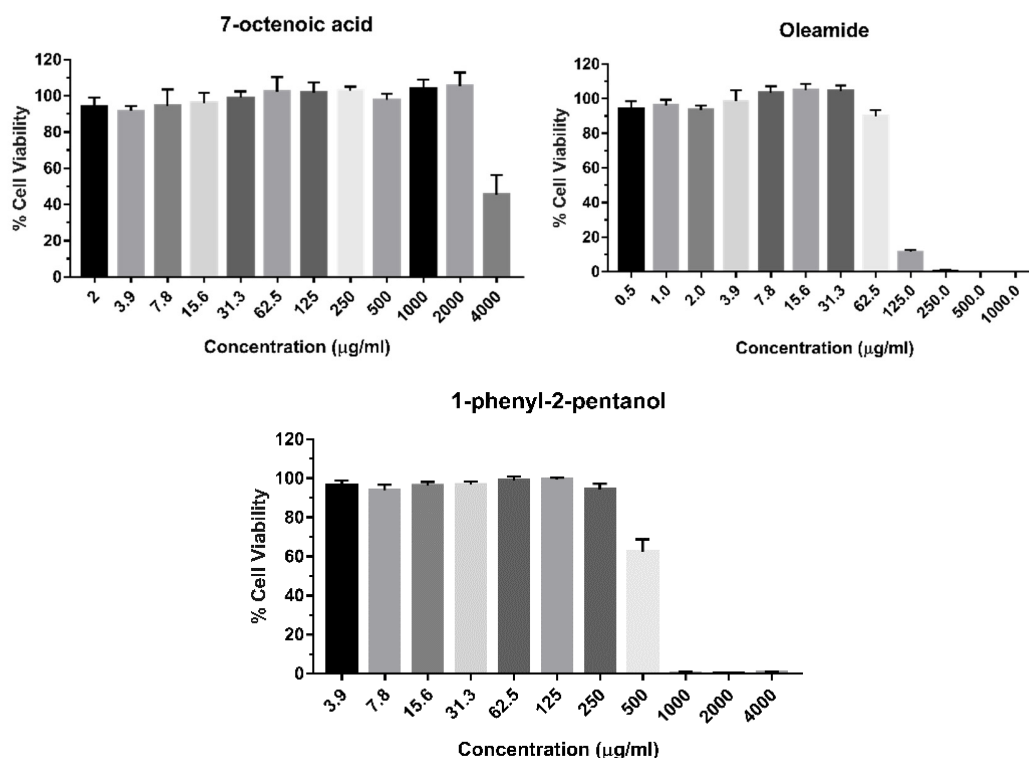 7-octenoic acid
% Cell Viability
120
100
80
60
40
20
0
2 3.9 7.8 15.6 31.3 62.5 125 250 500 1000 2000 4000
Concentration (μg/ml)
Oleamide
% Cell Viability
120
100
80
60
40
20
0
0.5 1.0 2.0 3.9 7.8 15.6 31.3 62.5 125.0 250.0 500.0 1000.0
Concentration (μg/ml)
1-phenyl-2-pentanol
% Cell Viability
120
100
80
60
40
20
0
3.9 7.8 15.6 31.3 62.5 125 250 500 1000 2000 4000
Concentration (μg/ml)